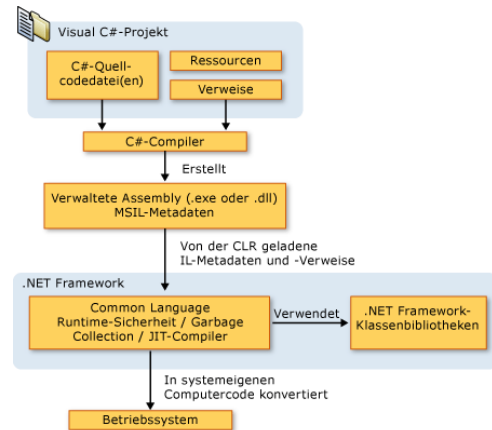 Visual C#-Projekt
C#-Quell-
codedatei(en)
Ressourcen
Verweise
C#-Compiler
Erstellt
Verwaltete Assembly (.exe oder .dll)
MSIL-Metadaten
Von der CLR geladene
IL-Metadaten und -Verweise
.NET Framework
Common Language
Runtime-Sicherheit / Garbage
Collection / JIT-Compiler
Verwendet
.NET Framework-
Klassenbibliotheken
In systemeigenen
Computercode konvertiert
Betriebssystem